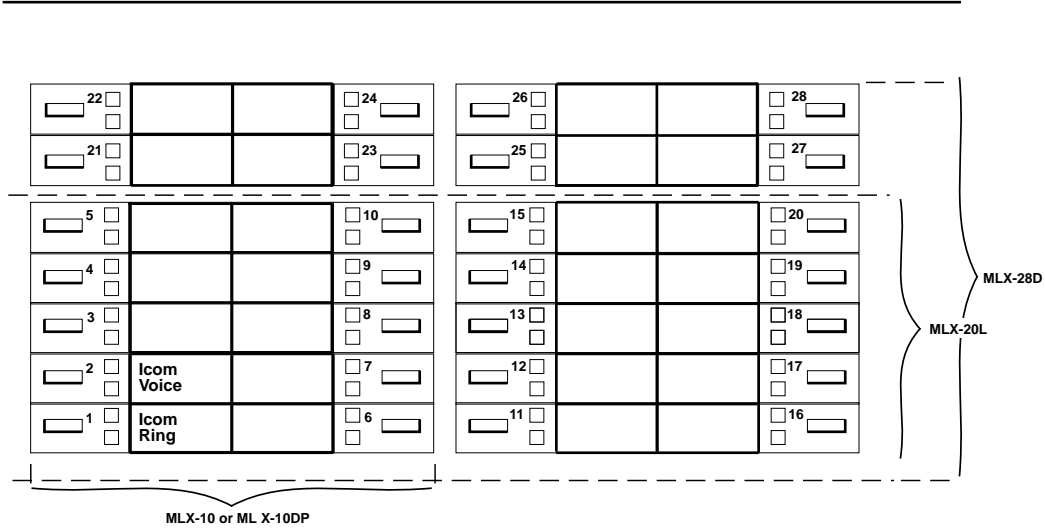 22 24 26 28
21 23 25 27
5 10 15 20
4 9 14 19
MLX-28D
3 8 13 18
MLX-20L
2 Icom Voice 7 12 17
1 Icom Ring 6 11 16
MLX-10 or ML X-10DP